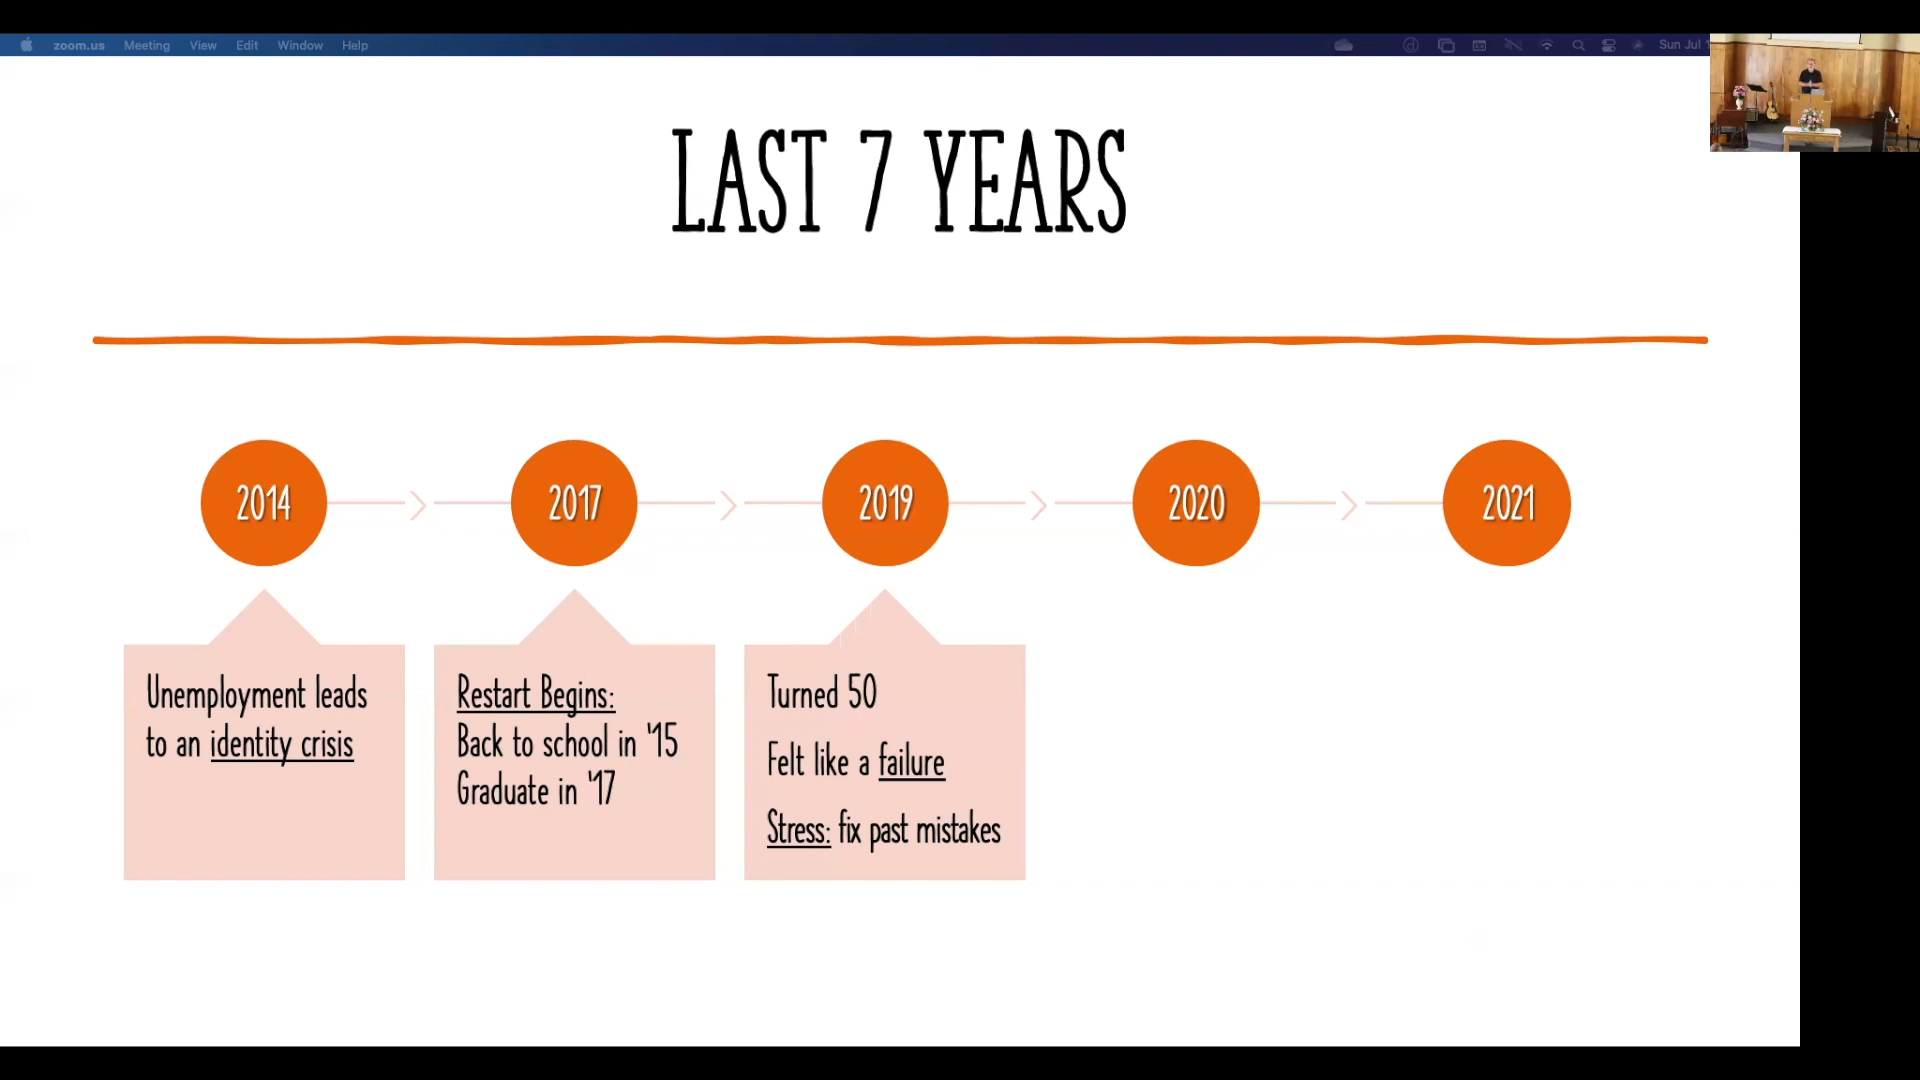 zoom.us Meeting View Edit Window Help
Sun Jul
LAST 7 YEARS
2014
2017
2019
2020
2021
Unemployment leads
to an identity crisis
Restart Begins:
Back to school in '15
Graduate in '17
Turned 50
Felt like a failure
Stress: fix past mistakes